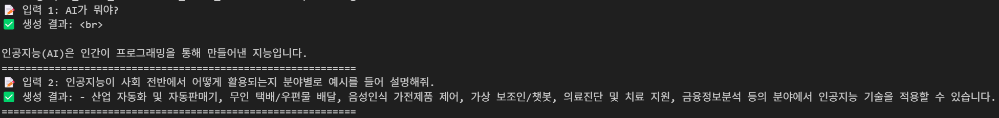 📝 입력 1: AI가 뭐야?
✅ 생성 결과: <br>
인공지능(AI)은 인간이 프로그래밍을 통해 만들어낸 지능입니다.
============================================================
📝 입력 2: 인공지능이 사회 전반에서 어떻게 활용되는지 분야별로 예시를 들어 설명해줘.
✅ 생성 결과: - 산업 자동화 및 자동판매기, 무인 택배/우편물 배달, 음성인식 가전제품 제어, 가상 보조인/챗봇, 의료진단 및 치료 지원, 금융정보분석 등의 분야에서 인공지능 기술을 적용할 수 있습니다.
============================================================